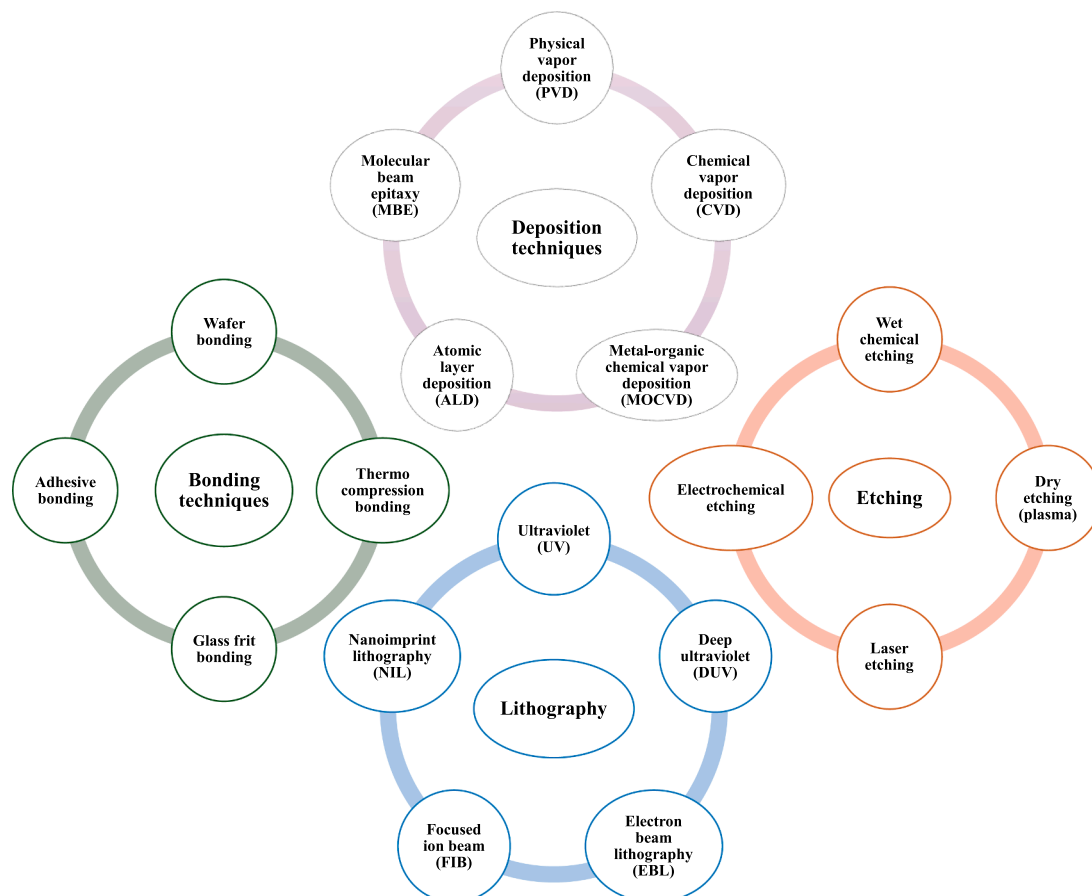 Physical
vapor
deposition
(PVD)
Molecular
beam
epitaxy
(MBE)
Chemical
vapor
deposition
(CVD)
Deposition
techniques
Atomic
layer
deposition
(ALD)
Metal-organic
chemical vapor
deposition
(MOCVD)
Wafer
bonding
Adhesive
bonding
Bonding
techniques
Thermo
compression
bonding
Glass frit
bonding
Wet
chemical
etching
Electrochemical
etching
Etching
Dry
etching
(plasma)
Laser
etching
Ultraviolet
(UV)
Nanoimprint
lithography
(NIL)
Deep
ultraviolet
(DUV)
Lithography
Focused
ion beam
(FIB)
Electron
beam
lithography
(EBL)